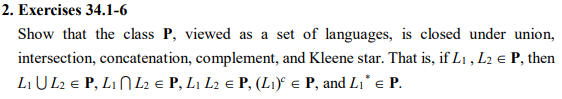 2. Exercises 34.1-6
Show that the class P, viewed as a set of languages, is closed under union,
intersection, concatenation, complement, and Kleene star. That is, if L₁ , L₂ ∊ P, then
L₁ ⋃ L₂ ∊ P, L₁ ⋂ L₂ ∊ P, L₁ L₂ ∊ P, (L₁)ᶜ ∊ P, and L₁* ∊ P.